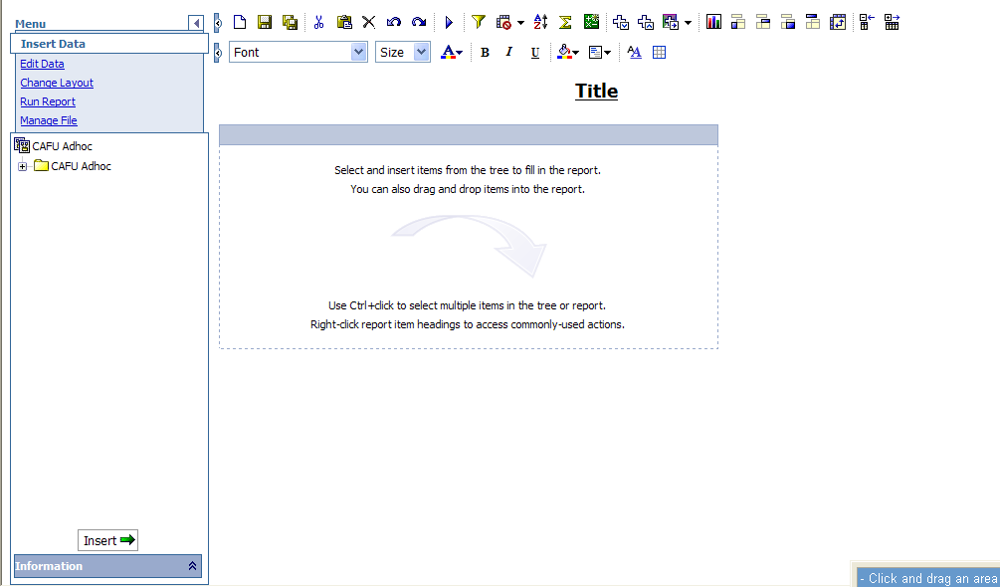 Menu
Insert Data
Edit Data
Change Layout
Run Report
Manage File
CAFU Adhoc
CAFU Adhoc
Insert
Information
Font
Size
A
B
I
U
Title
Select and insert items from the tree to fill in the report.
You can also drag and drop items into the report.
Use Ctrl+click to select multiple items in the tree or report.
Right-click report item headings to access commonly-used actions.
- Click and drag an area